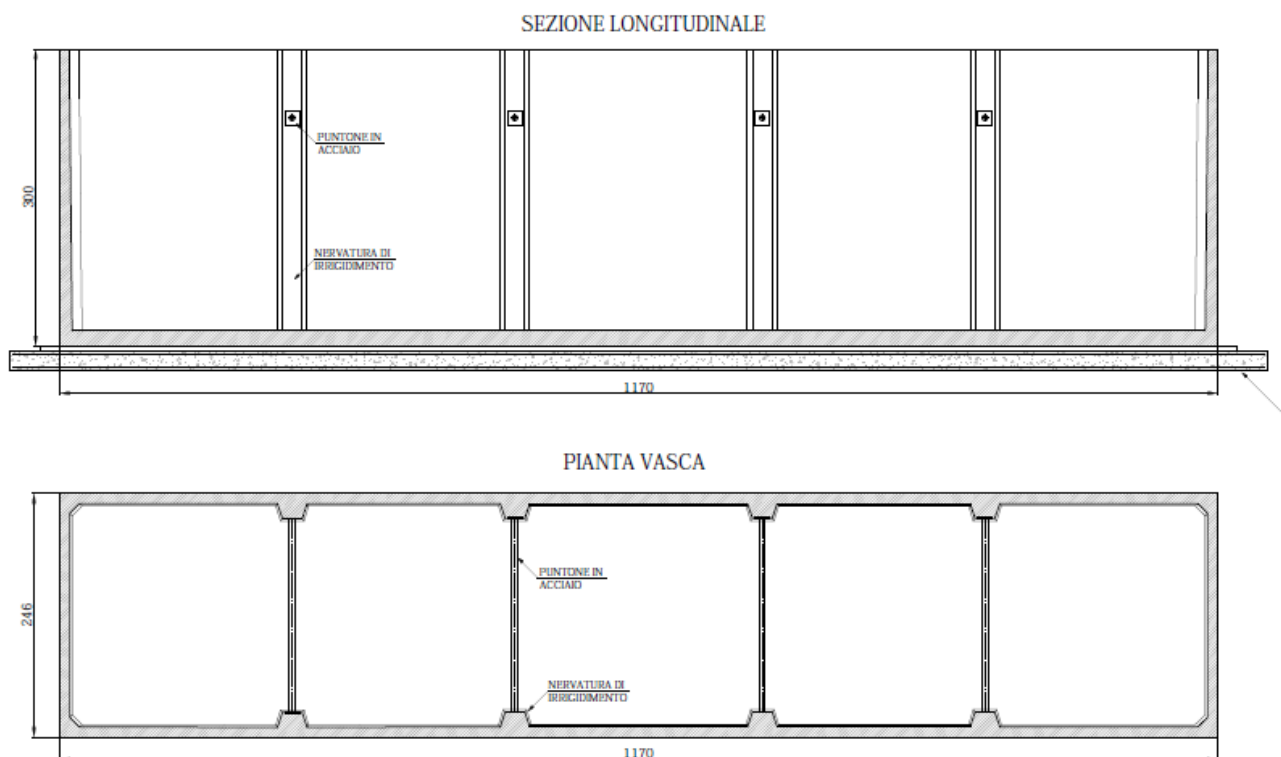 SEZIONE LONGITUDINALE
300
PUNTONE IN
ACCIAIO
NERVATURA DI
IRRIGIDIMENTO
1170
PIANTA VASCA
246
PUNTONE IN
ACCIAIO
NERVATURA DI
IRRIGIDIMENTO
1170